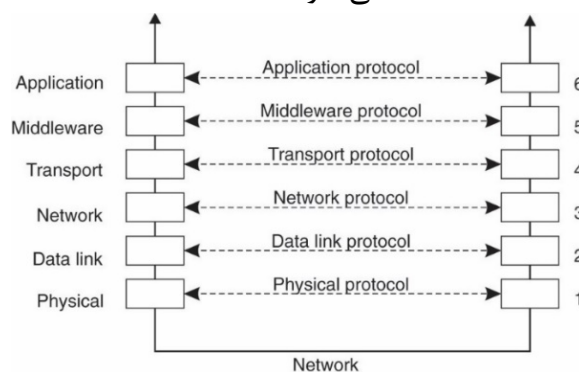 Application Application protocol 6
Middleware Middleware protocol 5
Transport Transport protocol 4
Network Network protocol 3
Data link Data link protocol 2
Physical Physical protocol 1
Network